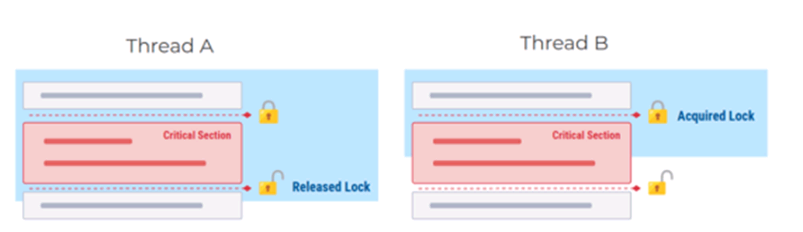 Thread A
Thread B
Critical Section
Released Lock
Critical Section
Acquired Lock